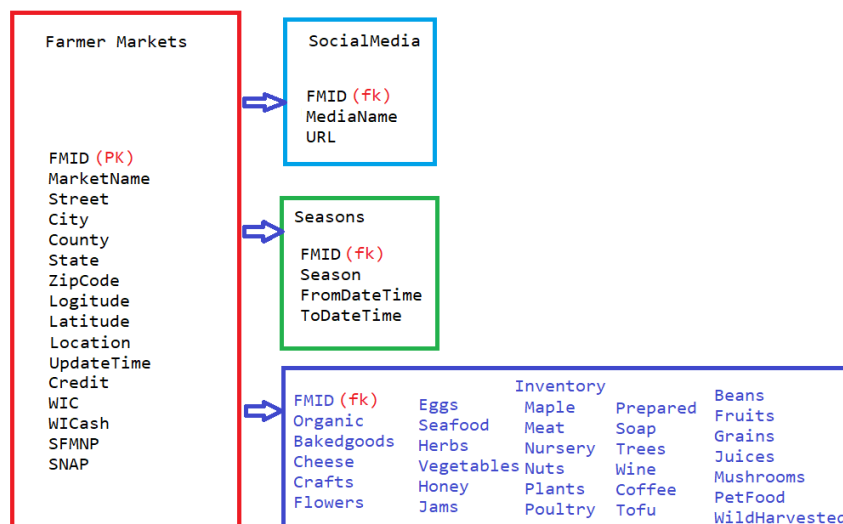 Farmer Markets
FMID (PK)
MarketName
Street
City
County
State
ZipCode
Logitude
Latitude
Location
UpdateTime
Credit
WIC
WICash
SFMNP
SNAP
SocialMedia
FMID (fk)
MediaName
URL
Seasons
FMID (fk)
Season
FromDateTime
ToDateTime
Inventory
FMID (fk)
Organic
Bakedgoods
Cheese
Crafts
Flowers
Eggs
Seafood
Herbs
Vegetables
Honey
Jams
Maple
Meat
Nursery
Nuts
Plants
Poultry
Prepared
Soap
Trees
Wine
Coffee
Tofu
Beans
Fruits
Grains
Juices
Mushrooms
PetFood
WildHarvested